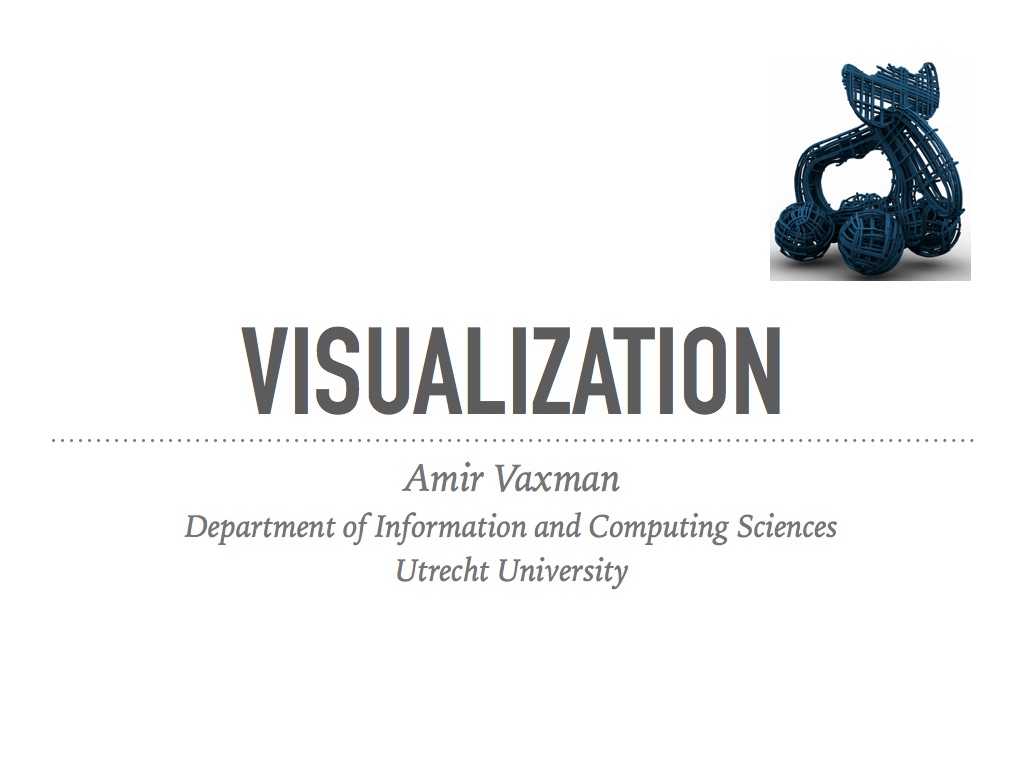 VISUALIZATION
Amir Vaxman
Department of Information and Computing Sciences
Utrecht University